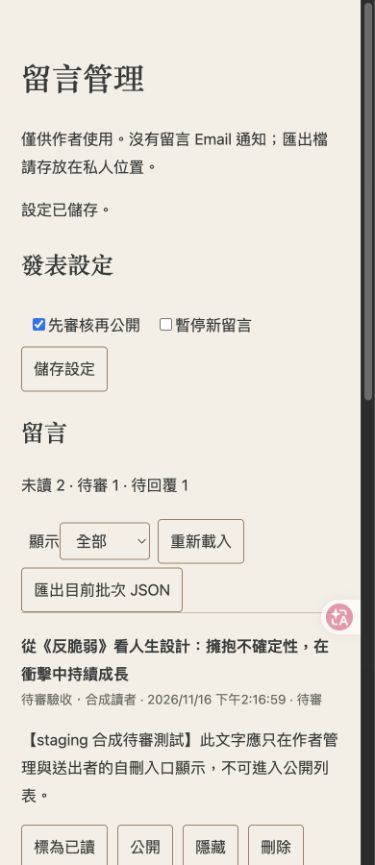 留言管理
僅供作者使用。沒有留言 Email 通知；匯出檔
請存放在私人位置。
設定已儲存。
發表設定
先審核再公開 暫停新留言
儲存設定
留言
未讀 2 · 待審 1 · 待回覆 1
顯示 全部 重新載入
匯出目前批次 JSON
從《反脆弱》看人生設計：擁抱不確定性，在
衝擊中持續成長
待審驗收 · 合成讀者 · 2026/11/16 下午2:16:59 · 待審
【staging 合成待審測試】此文字應只在作者管
理與送出者的自刪入口顯示，不可進入公開列
表。
標為已讀 公開 隱藏 刪除